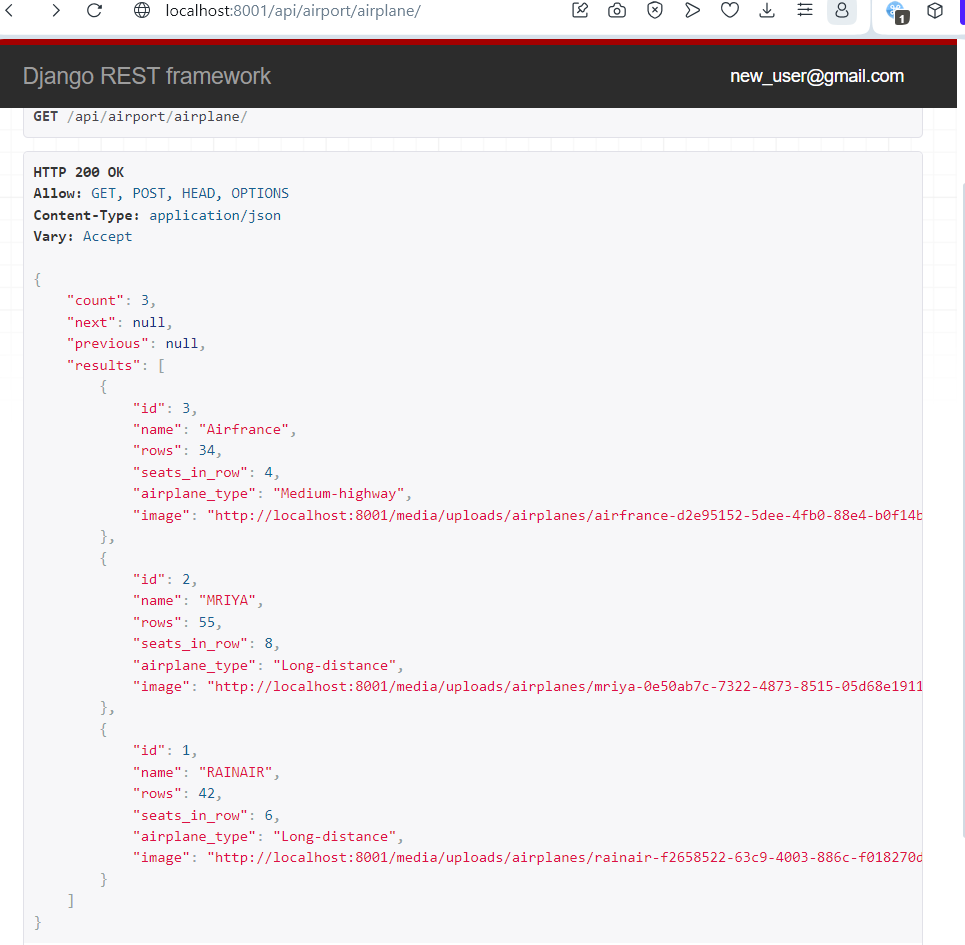 localhost:8001/api/airport/airplane/
1
Django REST framework
new_user@gmail.com
GET /api/airport/airplane/
HTTP 200 OK
Allow: GET, POST, HEAD, OPTIONS
Content-Type: application/json
Vary: Accept
{
    "count": 3,
    "next": null,
    "previous": null,
    "results": [
        {
            "id": 3,
            "name": "Airfrance",
            "rows": 34,
            "seats_in_row": 4,
            "airplane_type": "Medium-highway",
            "image": "http://localhost:8001/media/uploads/airplanes/airfrance-d2e95152-5dee-4fb0-88e4-b0f14b
        },
        {
            "id": 2,
            "name": "MRIYA",
            "rows": 55,
            "seats_in_row": 8,
            "airplane_type": "Long-distance",
            "image": "http://localhost:8001/media/uploads/airplanes/mriya-0e50ab7c-7322-4873-8515-05d68e1911
        },
        {
            "id": 1,
            "name": "RAINAIR",
            "rows": 42,
            "seats_in_row": 6,
            "airplane_type": "Long-distance",
            "image": "http://localhost:8001/media/uploads/airplanes/rainair-f2658522-63c9-4003-886c-f018270d
        }
    ]
}